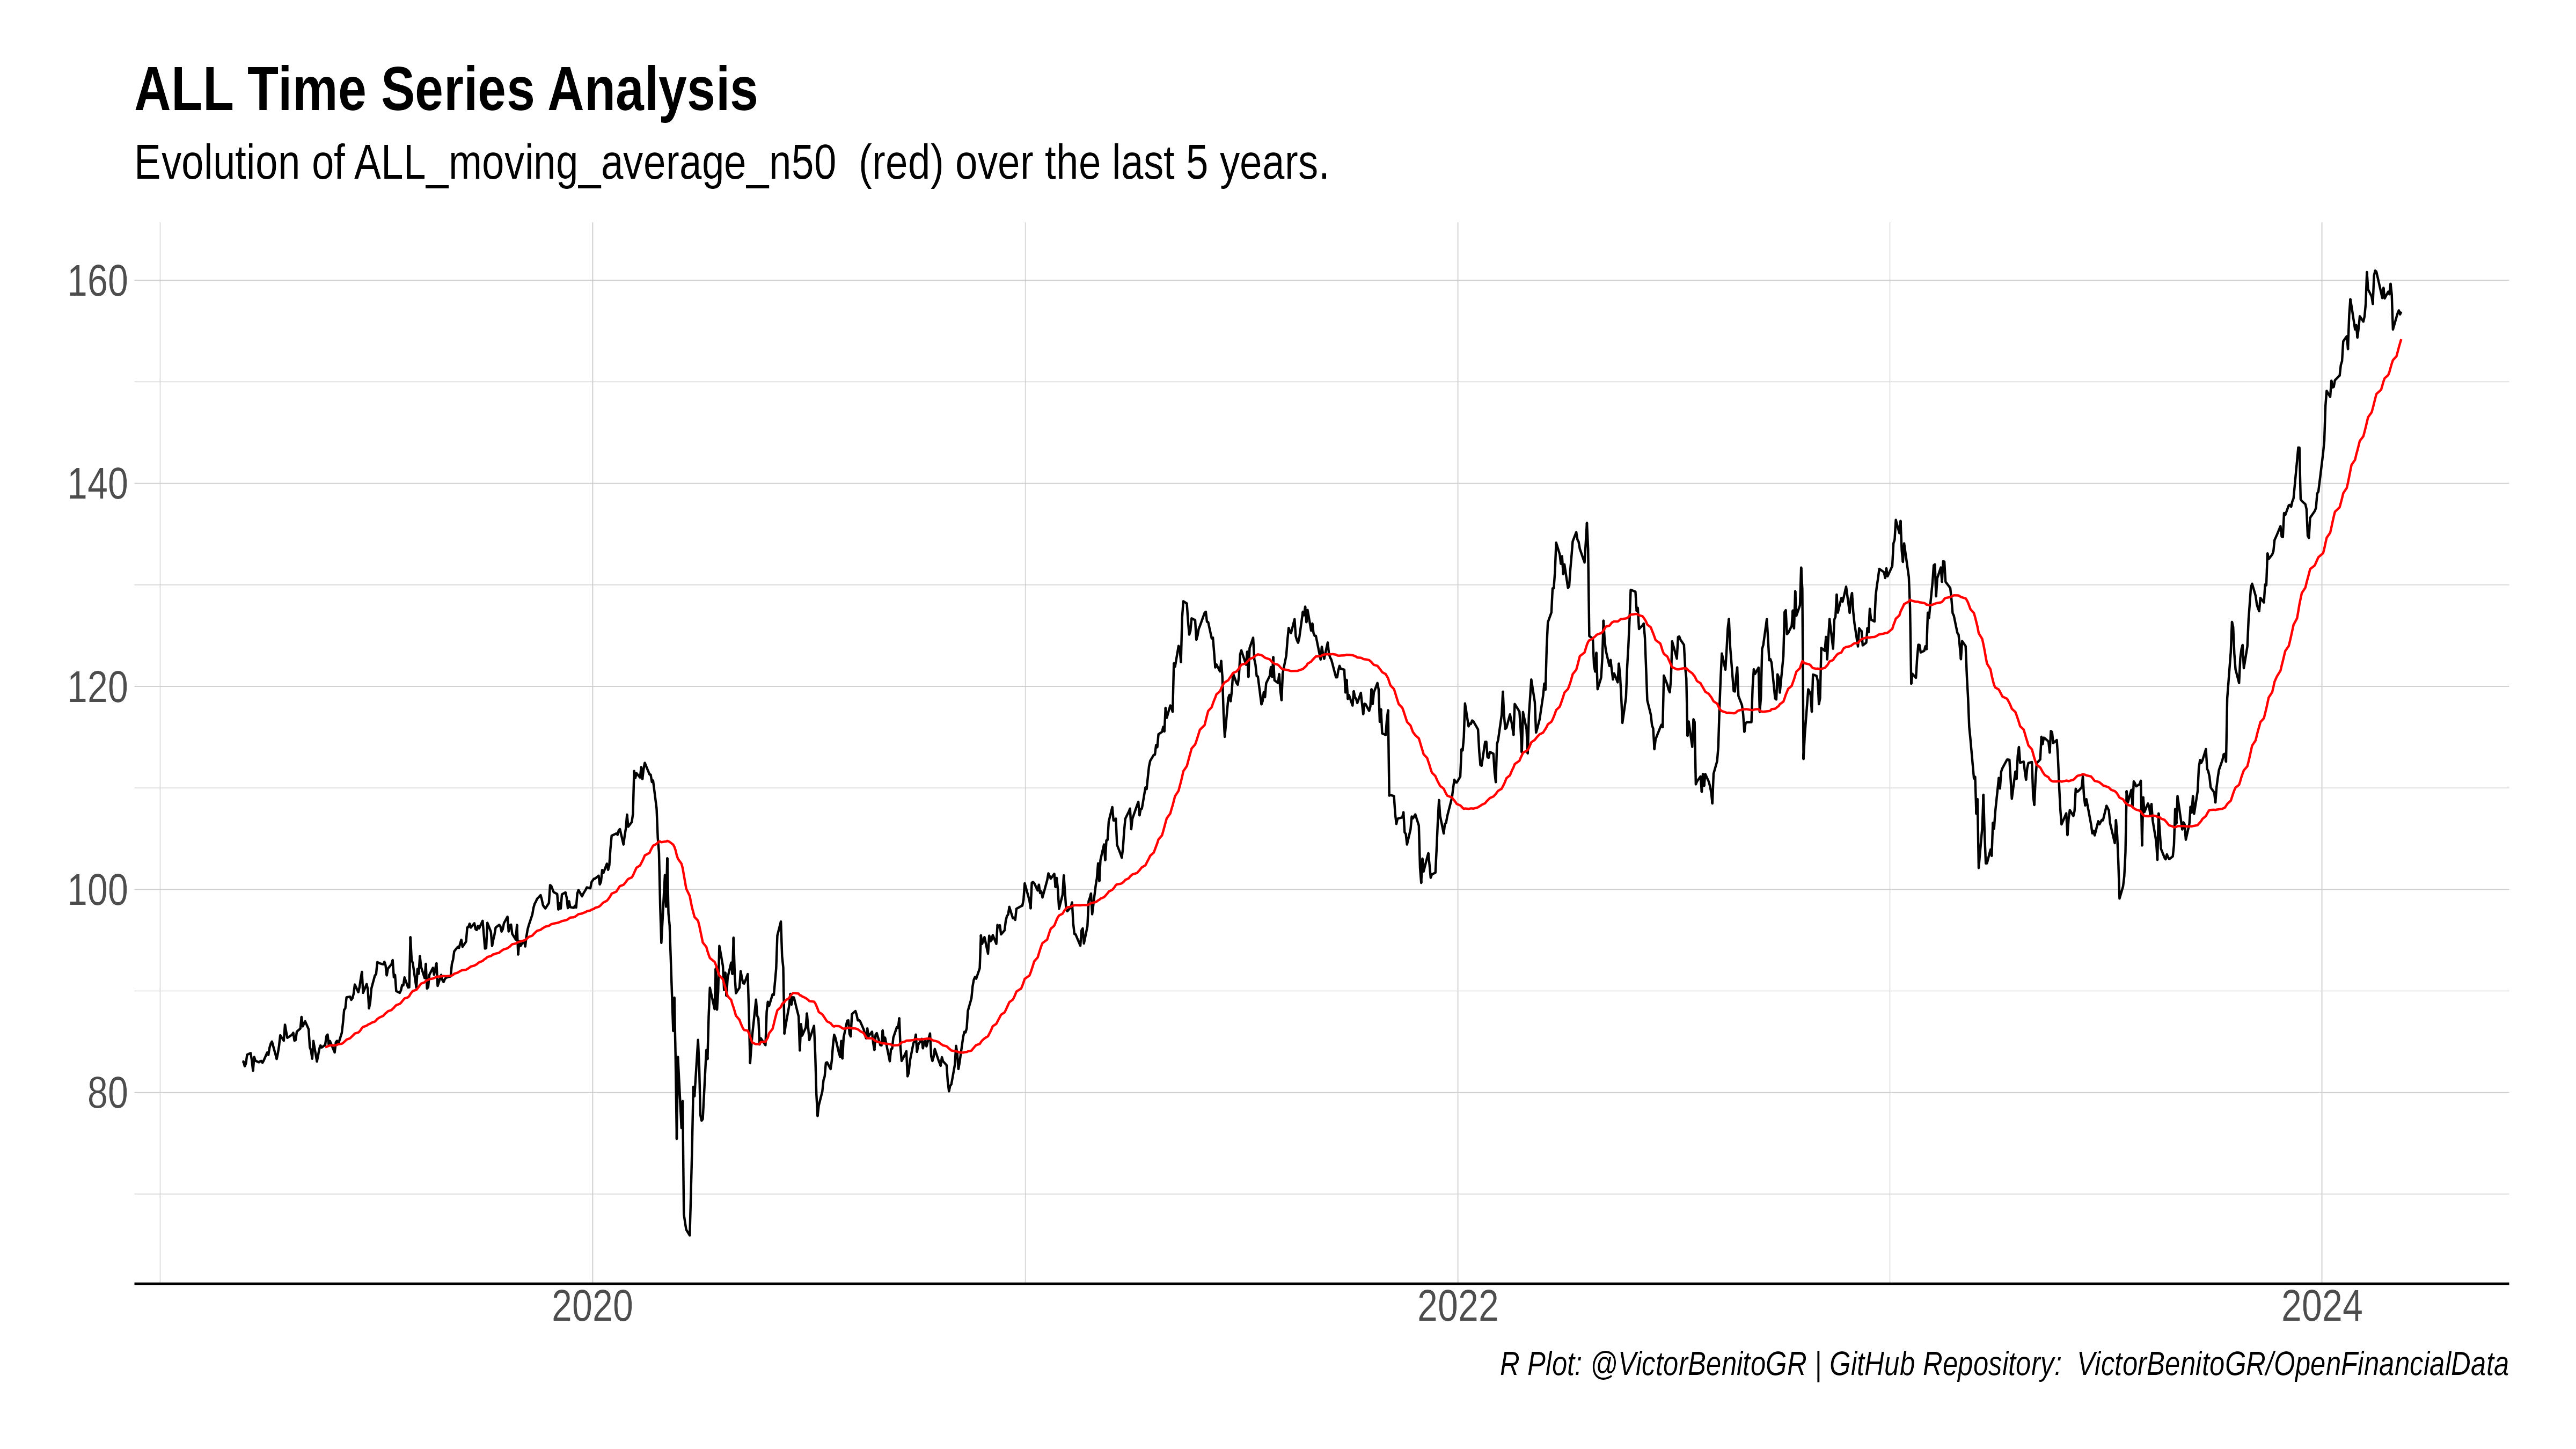 ALL Time Series Analysis
Evolution of ALL_moving_average_n50  (red) over the last 5 years.
160
140
120
100
80
2020 2022 2024
R Plot: @VictorBenitoGR | GitHub Repository:  VictorBenitoGR/OpenFinancialData